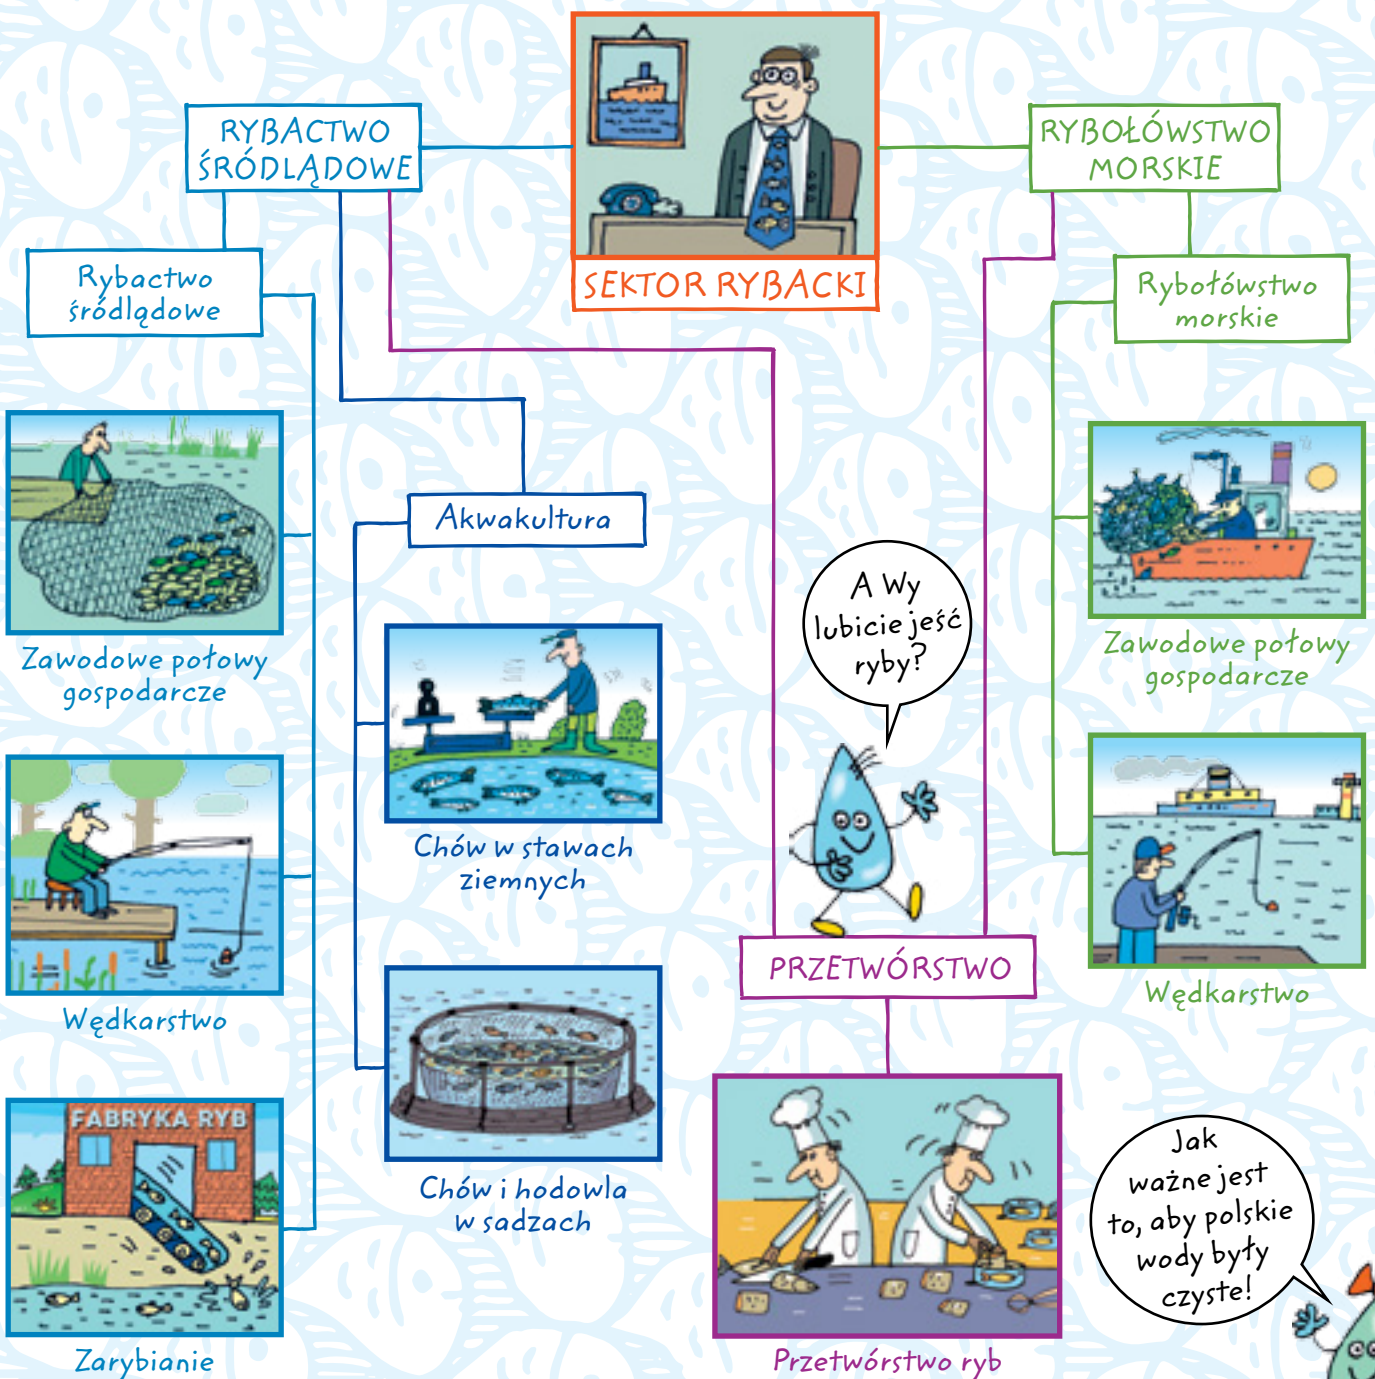 RYBACTWO
ŚRÓDLĄDOWE
SEKTOR RYBACKI
RYBOŁÓWSTWO
MORSKIE
Rybactwo
śródlądowe
Rybołówstwo
morskie
Zawodowe połowy
gospodarcze
Wędkarstwo
FABRYKA RYB
Zarybianie
Akwakultura
Chów w stawach
ziemnych
Chów i hodowla
w sadzach
A Wy
lubicie jeść
ryby?
PRZETWÓRSTWO
Przetwórstwo ryb
Zawodowe połowy
gospodarcze
Wędkarstwo
Jak
ważne jest
to, aby polskie
wody były
czyste!